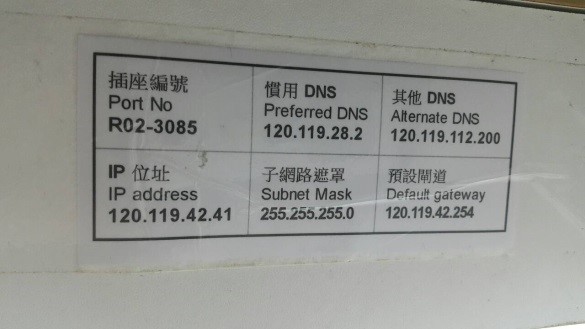 插座編號
Port No
R02-3085
慣用 DNS
Preferred DNS
120.119.28.2
其他 DNS
Alternate DNS
120.119.112.200
IP 位址
IP address
120.119.42.41
子網路遮罩
Subnet Mask
255.255.255.0
預設閘道
Default gateway
120.119.42.254